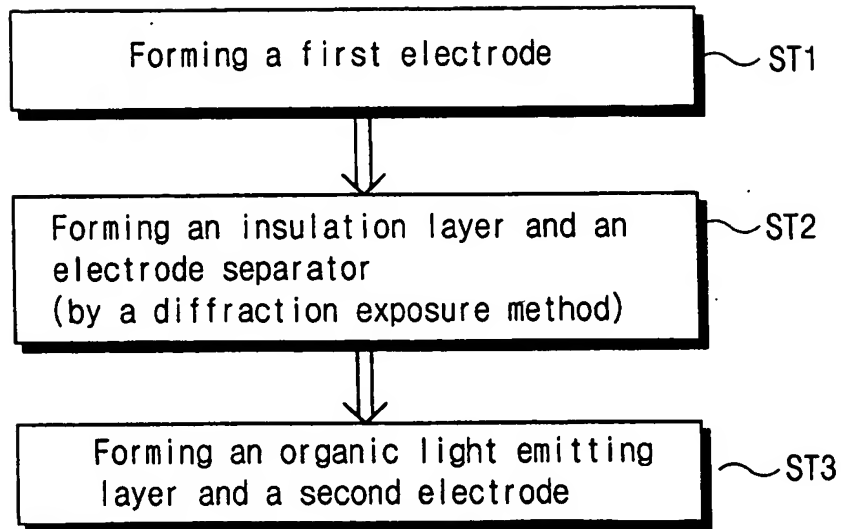 Forming a first electrode
ST1
Forming an insulation layer and an
electrode separator
(by a diffraction exposure method)
ST2
Forming an organic light emitting
layer and a second electrode
ST3